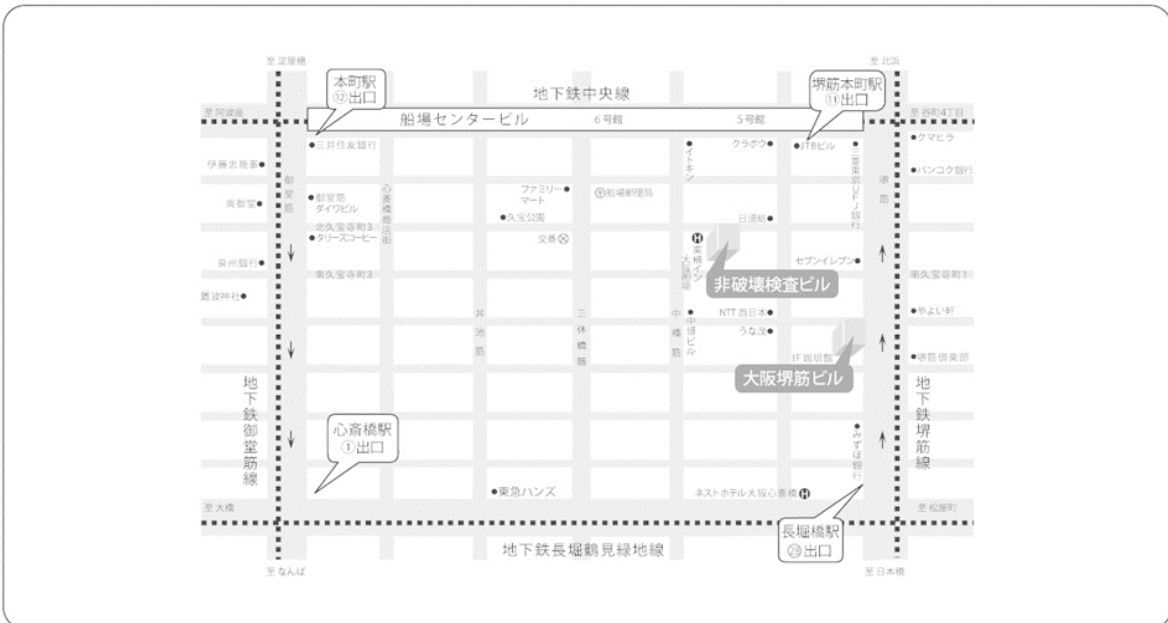 至 淀屋橋
至 北浜
本町駅
⑫出口
地下鉄中央線
堺筋本町駅
⑪出口
至 阿波座
船場センタービル
6号館
5号館
至 谷町4丁目
三井住友銀行
イトキン
クラボウ
JTBビル
三菱東京UFJ銀行
クマヒラ
伊藤忠商事
バンコク銀行
御堂筋
心斎橋商店街
堺筋
南御堂
御堂筋
ダイワビル
ファミリー
マート
〒船場郵便局
久宝公園
日清紡
北久宝寺町3
タリーズコーヒー
交番
H
東横イン
大阪船場
セブンイレブン
泉州銀行
南久宝寺町3
非破壊検査ビル
南久宝寺町1
難波神社
丼池筋
三休橋筋
中橋筋
中博ビル
NTT西日本
うな茂
やよい軒
IF 珈琲館
堺筋倶楽部
大阪堺筋ビル
地下鉄御堂筋線
地下鉄堺筋線
心斎橋駅
①出口
みずほ銀行
東急ハンズ
ネストホテル大阪心斎橋
H
至 大橋
至 松屋町
長堀橋駅
出口
地下鉄長堀鶴見緑地線
至 なんば
至 日本橋